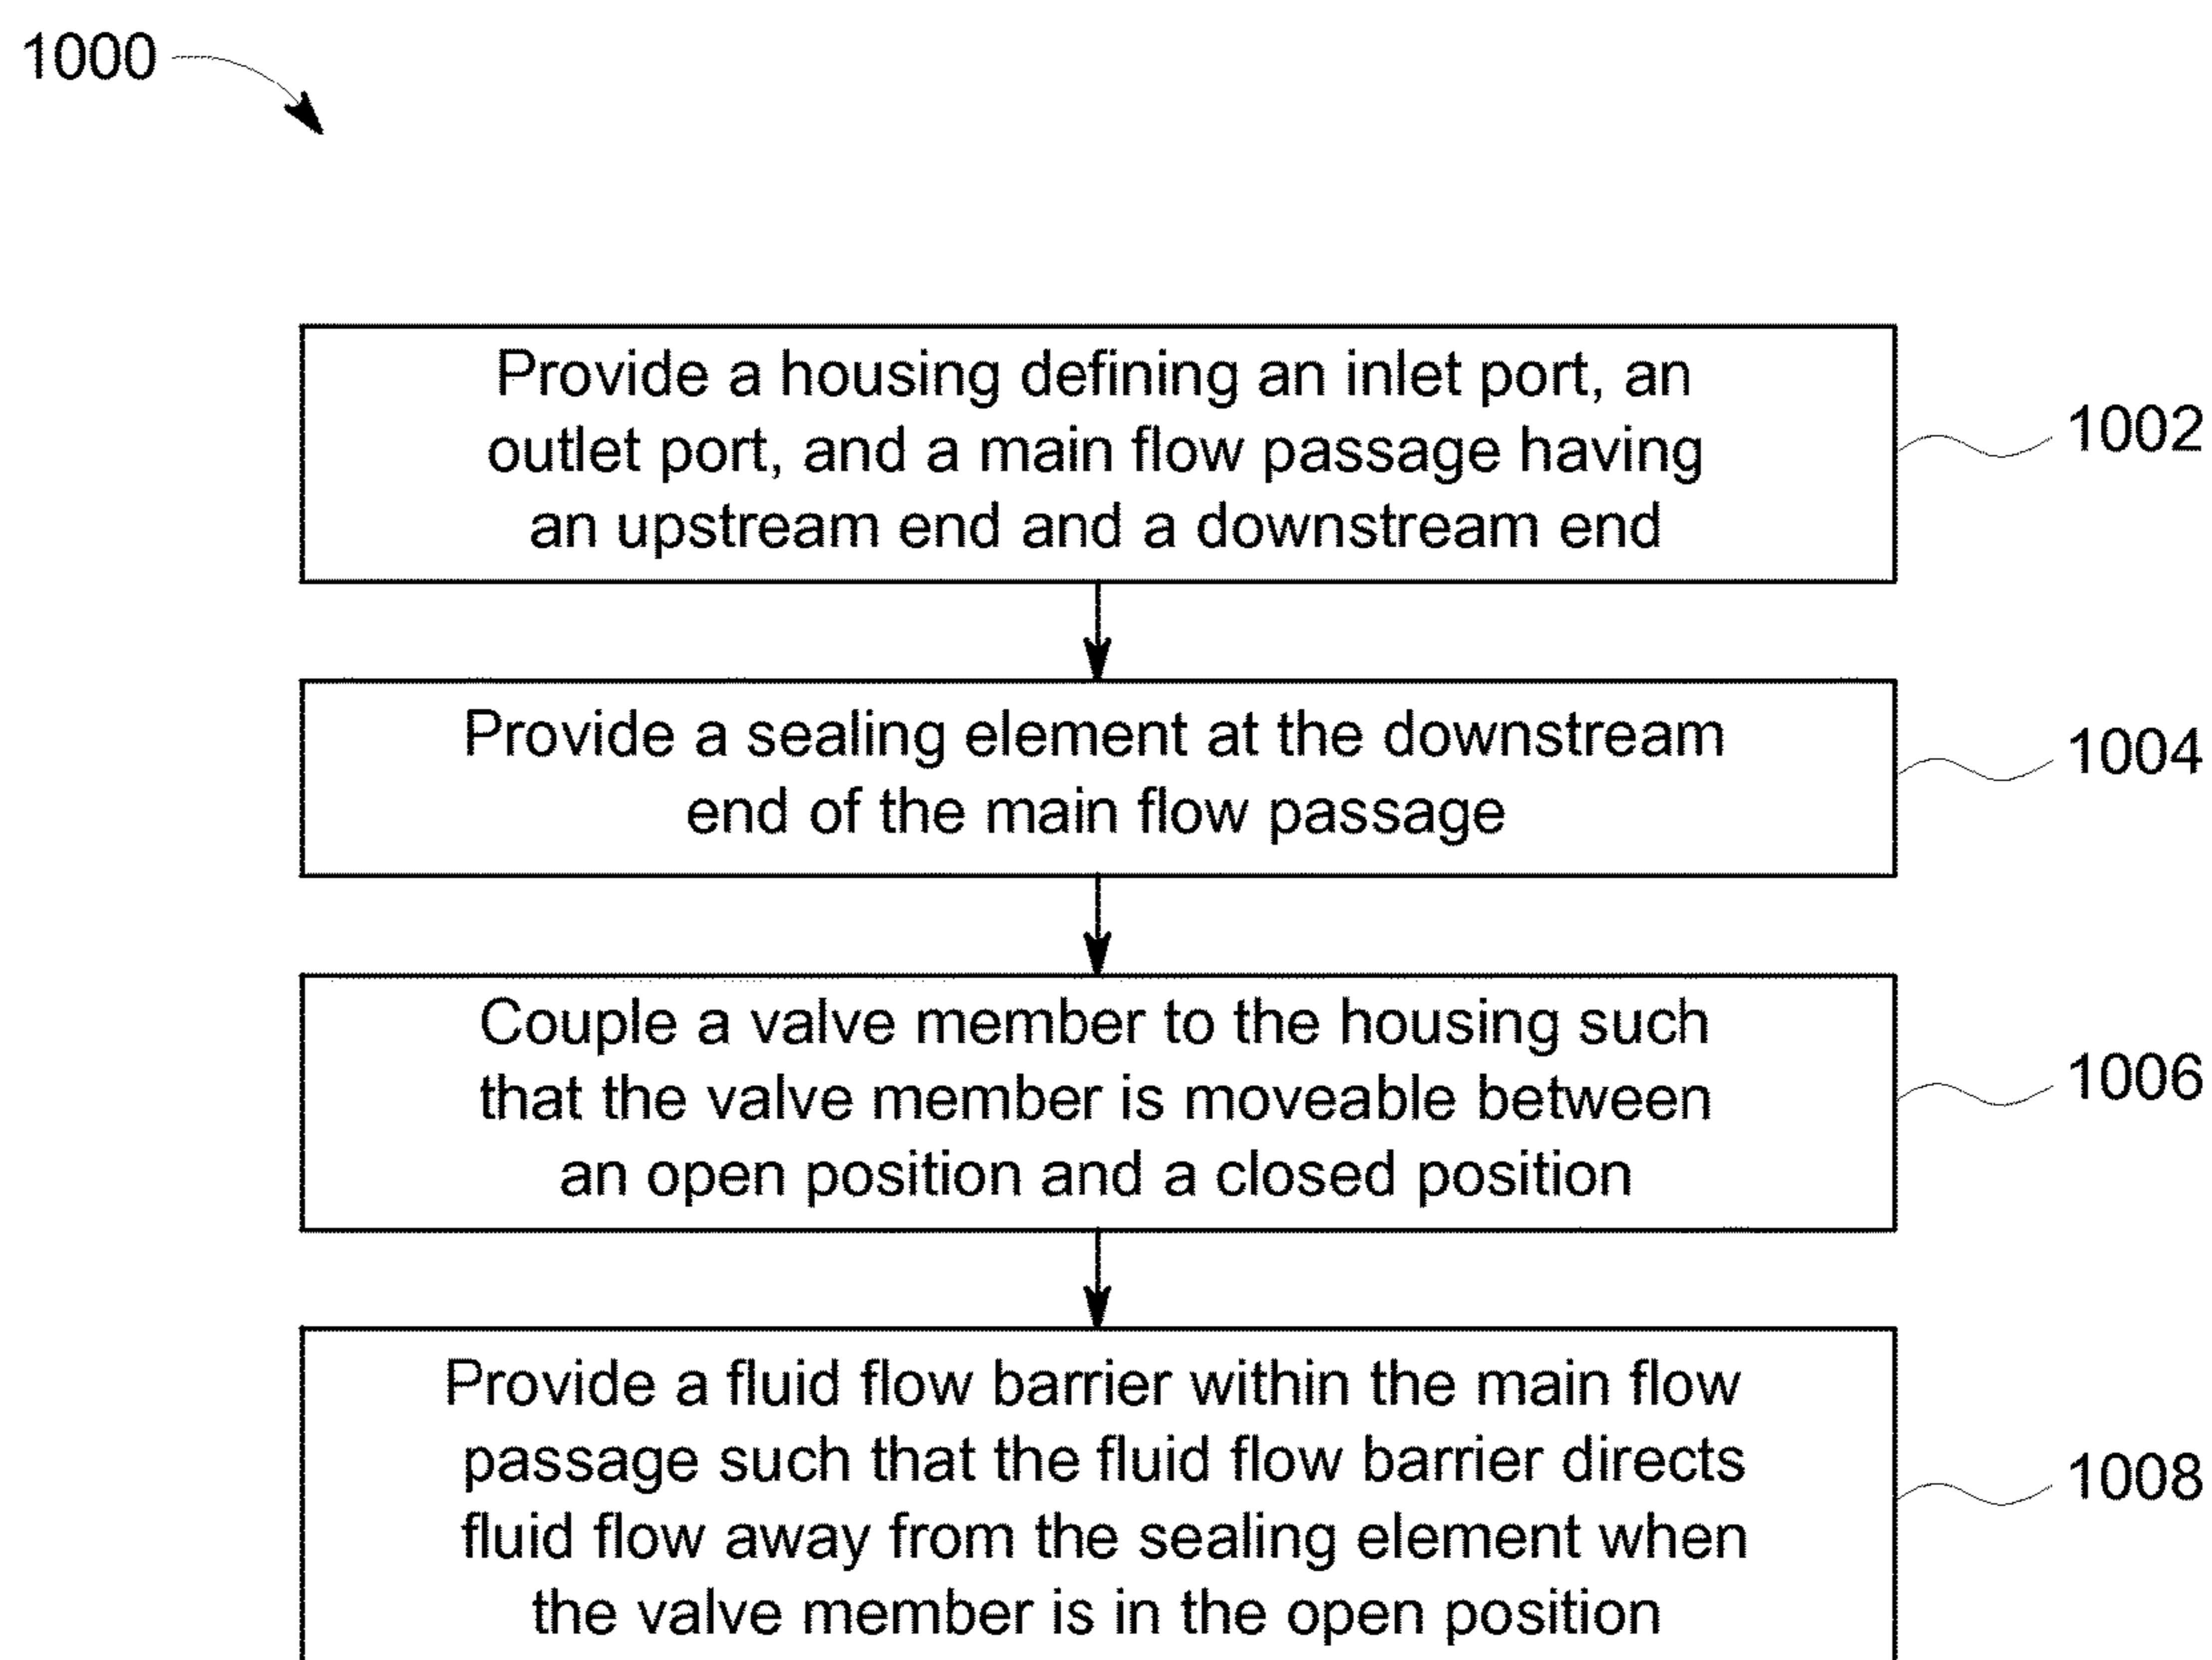 1000
Provide a housing defining an inlet port, an
outlet port, and a main flow passage having
an upstream end and a downstream end
1002
Provide a sealing element at the downstream
end of the main flow passage
1004
Couple a valve member to the housing such
that the valve member is moveable between
an open position and a closed position
1006
Provide a fluid flow barrier within the main flow
passage such that the fluid flow barrier directs
fluid flow away from the sealing element when
the valve member is in the open position
1008